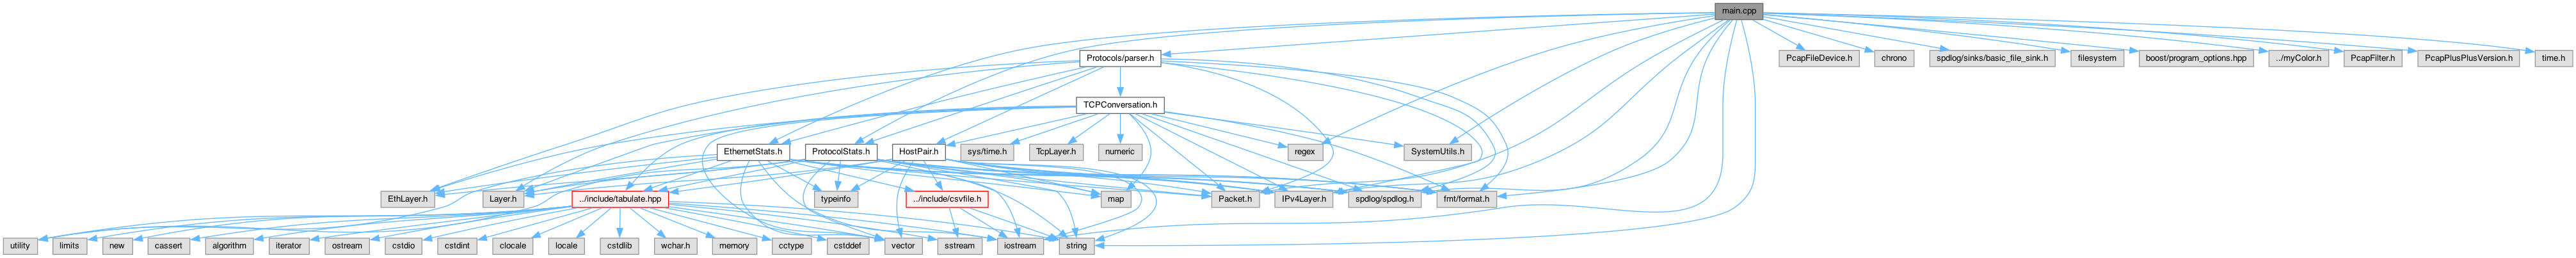 main.cpp
Protocols/parser.h
PcapFileDevice.h
chrono
spdlog/sinks/basic_file_sink.h
filesystem
boost/program_options.hpp
../myColor.h
PcapFilter.h
PcapPlusPlusVersion.h
time.h
TCPConversation.h
EthernetStats.h
ProtocolStats.h
HostPair.h
sys/time.h
TcpLayer.h
numeric
regex
SystemUtils.h
EthLayer.h
Layer.h
../include/tabulate.hpp
typeinfo
../include/csvfile.h
map
Packet.h
IPv4Layer.h
spdlog/spdlog.h
fmt/format.h
utility
limits
new
cassert
algorithm
iterator
ostream
cstdio
cstdint
clocale
locale
cstdlib
wchar.h
memory
cctype
cstddef
vector
sstream
iostream
string